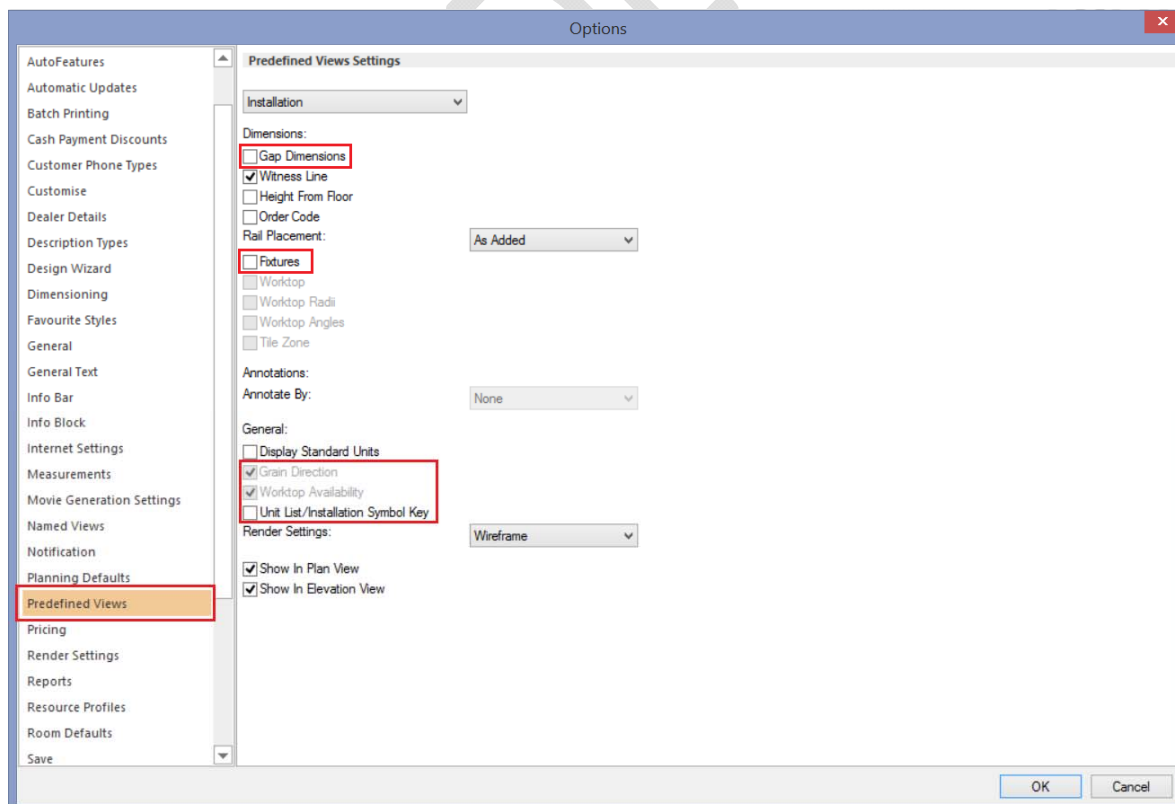 Options
AutoFeatures
Automatic Updates
Batch Printing
Cash Payment Discounts
Customer Phone Types
Customise
Dealer Details
Description Types
Design Wizard
Dimensioning
Favourite Styles
General
General Text
Info Bar
Info Block
Internet Settings
Measurements
Movie Generation Settings
Named Views
Notification
Planning Defaults
Predefined Views
Pricing
Render Settings
Reports
Resource Profiles
Room Defaults
Save
Predefined Views Settings
Installation
Dimensions:
Gap Dimensions
Witness Line
Height From Floor
Order Code
Rail Placement: As Added
Fixtures
Worktop
Worktop Radii
Worktop Angles
Tile Zone
Annotations:
Annotate By: None
General:
Display Standard Units
Grain Direction
Worktop Availability
Unit List/Installation Symbol Key
Render Settings: Wireframe
Show In Plan View
Show In Elevation View
OK Cancel